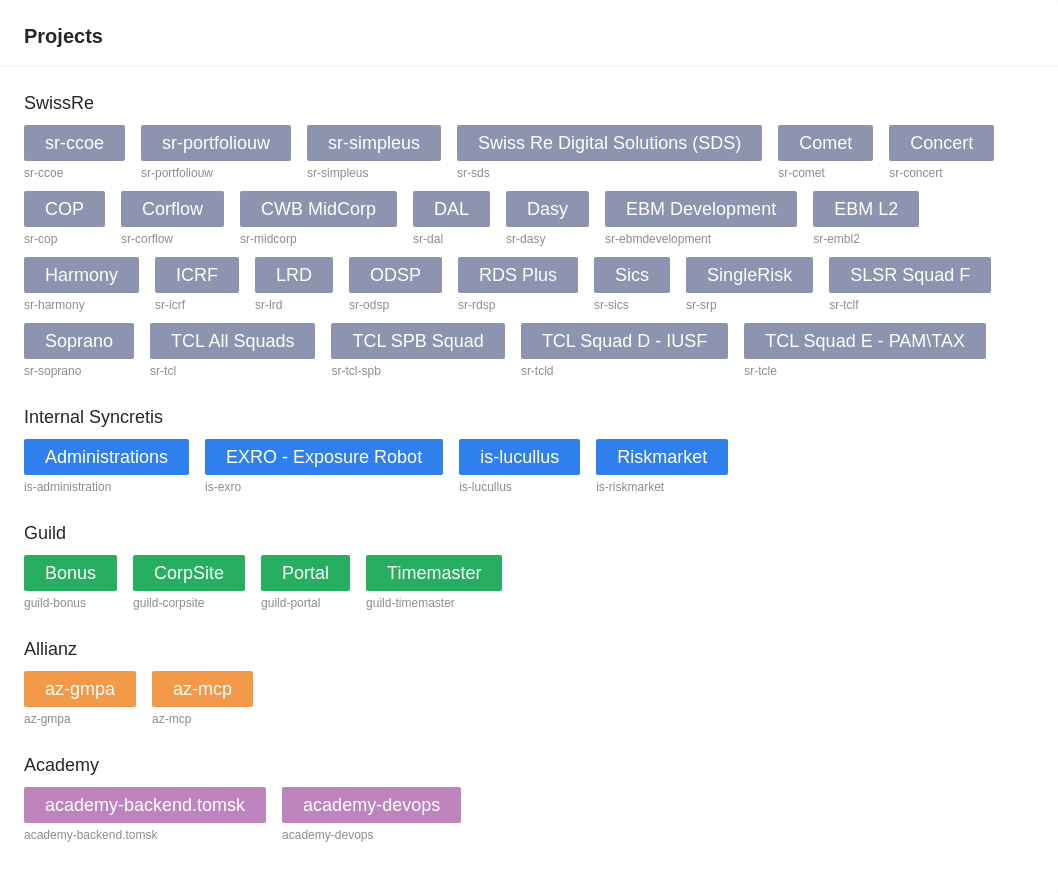 Projects
SwissRe
sr-ccoe sr-portfoliouw sr-simpleus Swiss Re Digital Solutions (SDS) Comet Concert
sr-ccoe sr-portfoliouw sr-simpleus sr-sds sr-comet sr-concert
COP Corflow CWB MidCorp DAL Dasy EBM Development EBM L2
sr-cop sr-corflow sr-midcorp sr-dal sr-dasy sr-ebmdevelopment sr-embl2
Harmony ICRF LRD ODSP RDS Plus Sics SingleRisk SLSR Squad F
sr-harmony sr-icrf sr-lrd sr-odsp sr-rdsp sr-sics sr-srp sr-tclf
Soprano TCL All Squads TCL SPB Squad TCL Squad D - IUSF TCL Squad E - PAM\TAX
sr-soprano sr-tcl sr-tcl-spb sr-tcld sr-tcle
Internal Syncretis
Administrations EXRO - Exposure Robot is-lucullus Riskmarket
is-administration is-exro is-lucullus is-riskmarket
Guild
Bonus CorpSite Portal Timemaster
guild-bonus guild-corpsite guild-portal guild-timemaster
Allianz
az-gmpa az-mcp
az-gmpa az-mcp
Academy
academy-backend.tomsk academy-devops
academy-backend.tomsk academy-devops